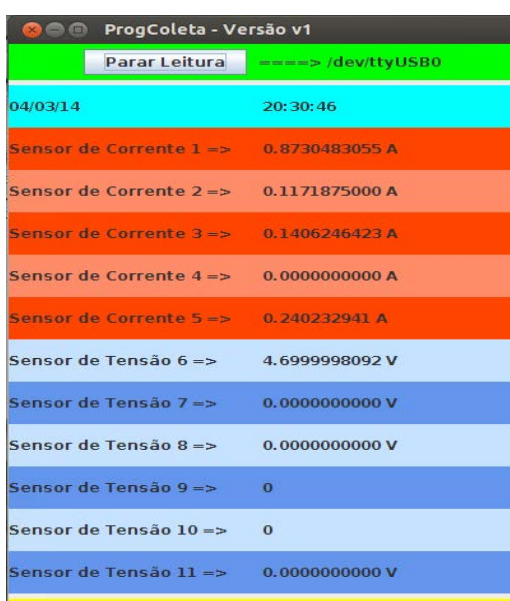 ProgColeta - Versão v1
Parar Leitura ====> /dev/ttyUSB0
04/03/14 20:30:46
Sensor de Corrente 1 => 0.8730483055 A
Sensor de Corrente 2 => 0.1171875000 A
Sensor de Corrente 3 => 0.1406246423 A
Sensor de Corrente 4 => 0.0000000000 A
Sensor de Corrente 5 => 0.240232941 A
Sensor de Tensão 6 => 4.6999998092 V
Sensor de Tensão 7 => 0.0000000000 V
Sensor de Tensão 8 => 0.0000000000 V
Sensor de Tensão 9 => 0
Sensor de Tensão 10 => 0
Sensor de Tensão 11 => 0.0000000000 V